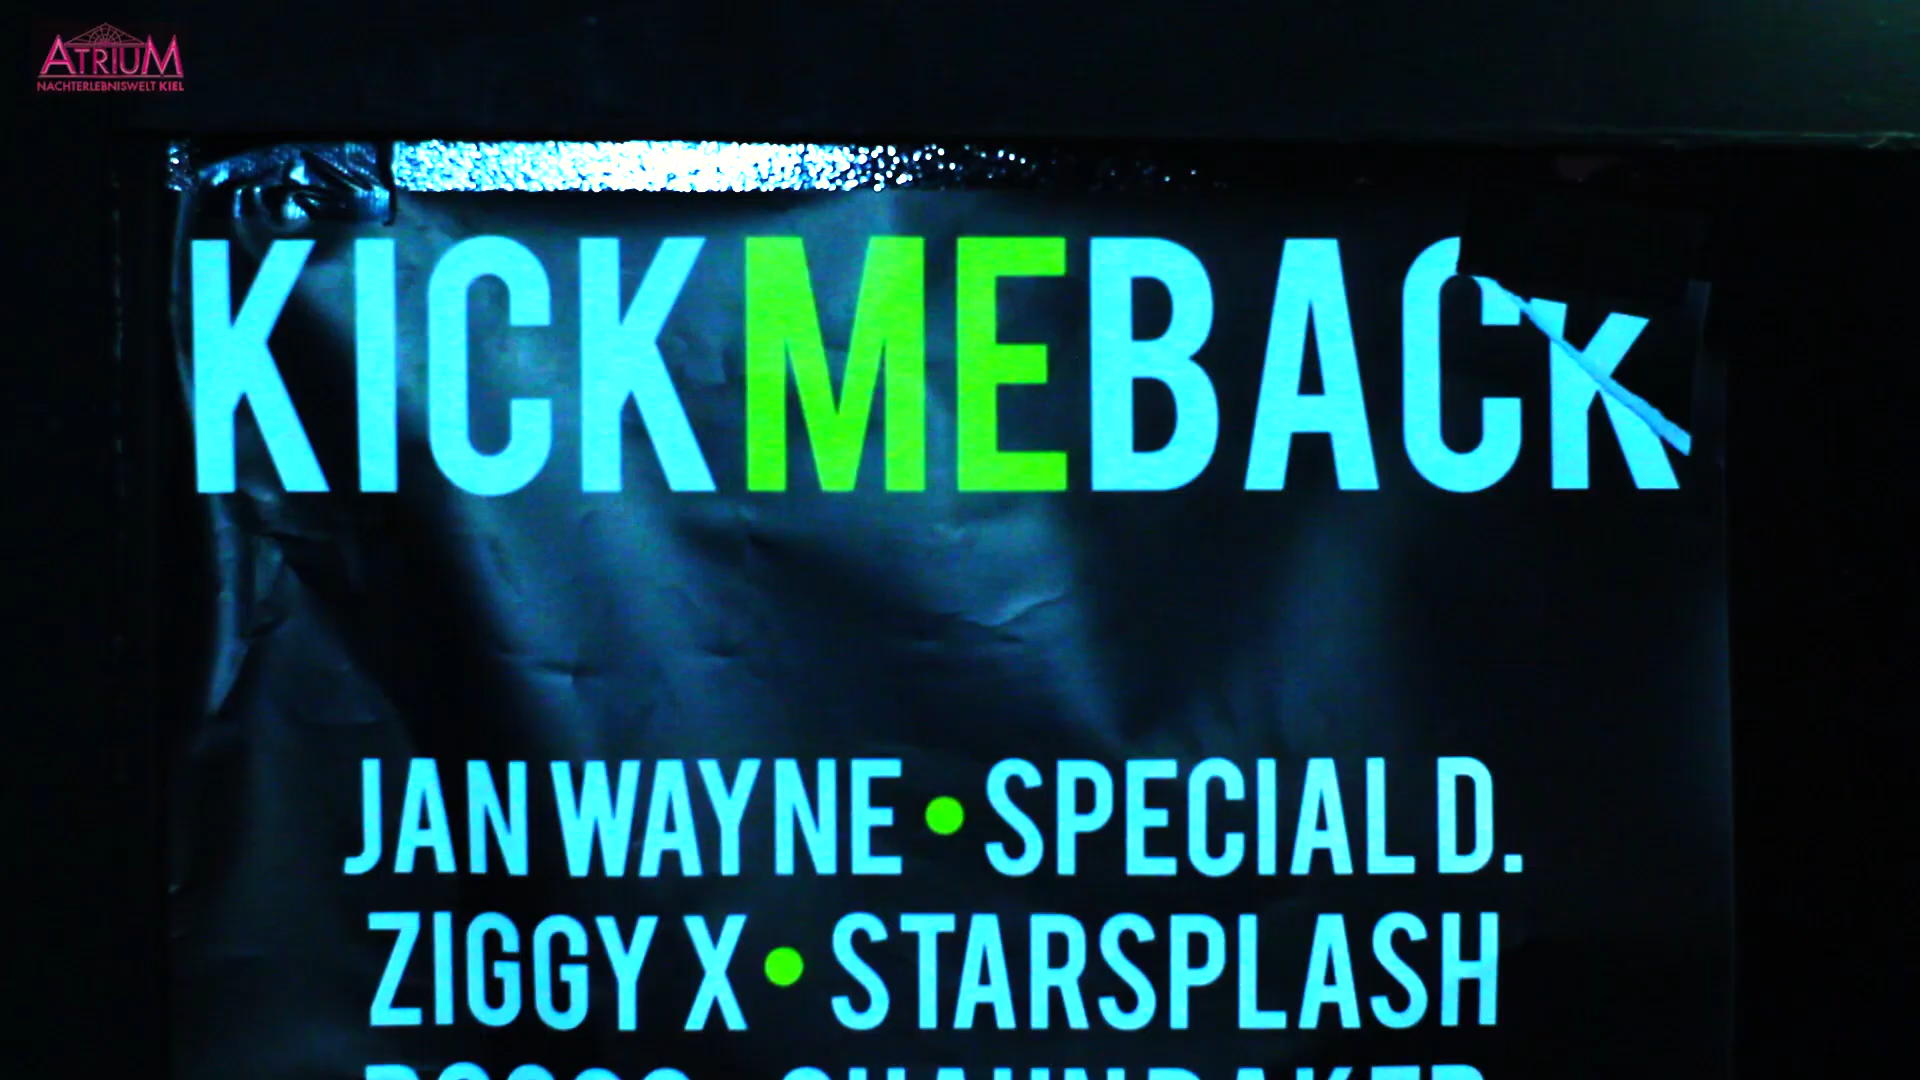 ATRIUM
NACHTERLEBNISWELT KIEL
KICKMEBACK
JAN WAYNE • SPECIAL D.
ZIGGY X • STARSPLASH